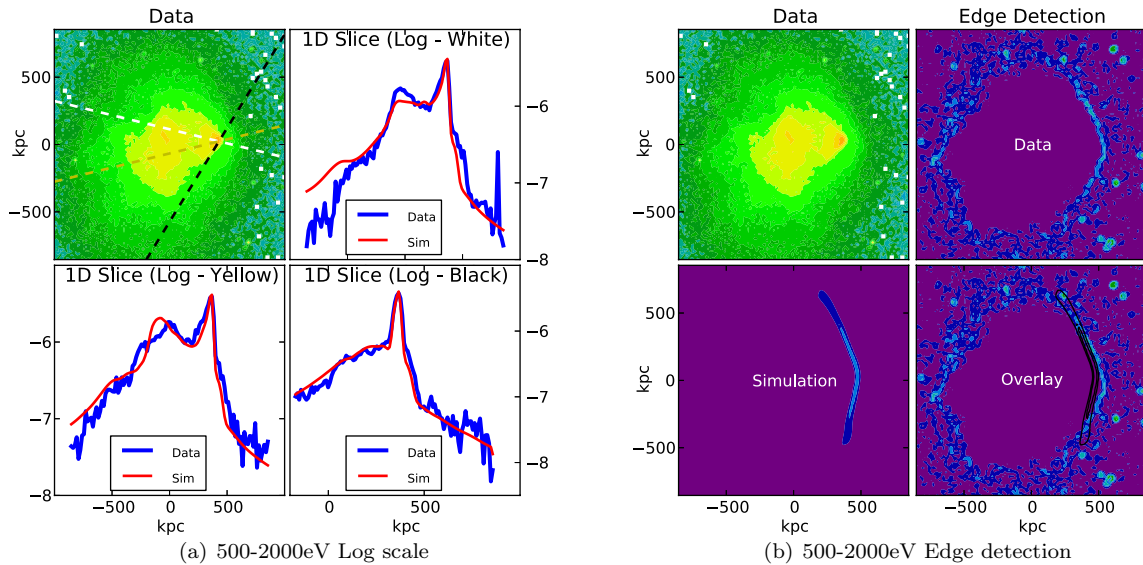 Data
1D Slice (Log - White)
500
0
−500
kpc
Data
Sim
−6
−7
−8
0
500
1D Slice (Log - Yellow)
1D Slice (Log - Black)
−6
−7
−8
Data
Sim
Data
Sim
−6
−7
−8
−500
0
500
kpc
0
500
kpc
(a) 500-2000eV Log scale
Data
Edge Detection
500
0
−500
kpc
Data
500
0
−500
kpc
Simulation
Overlay
−500
0
500
kpc
−500
0
500
kpc
(b) 500-2000eV Edge detection